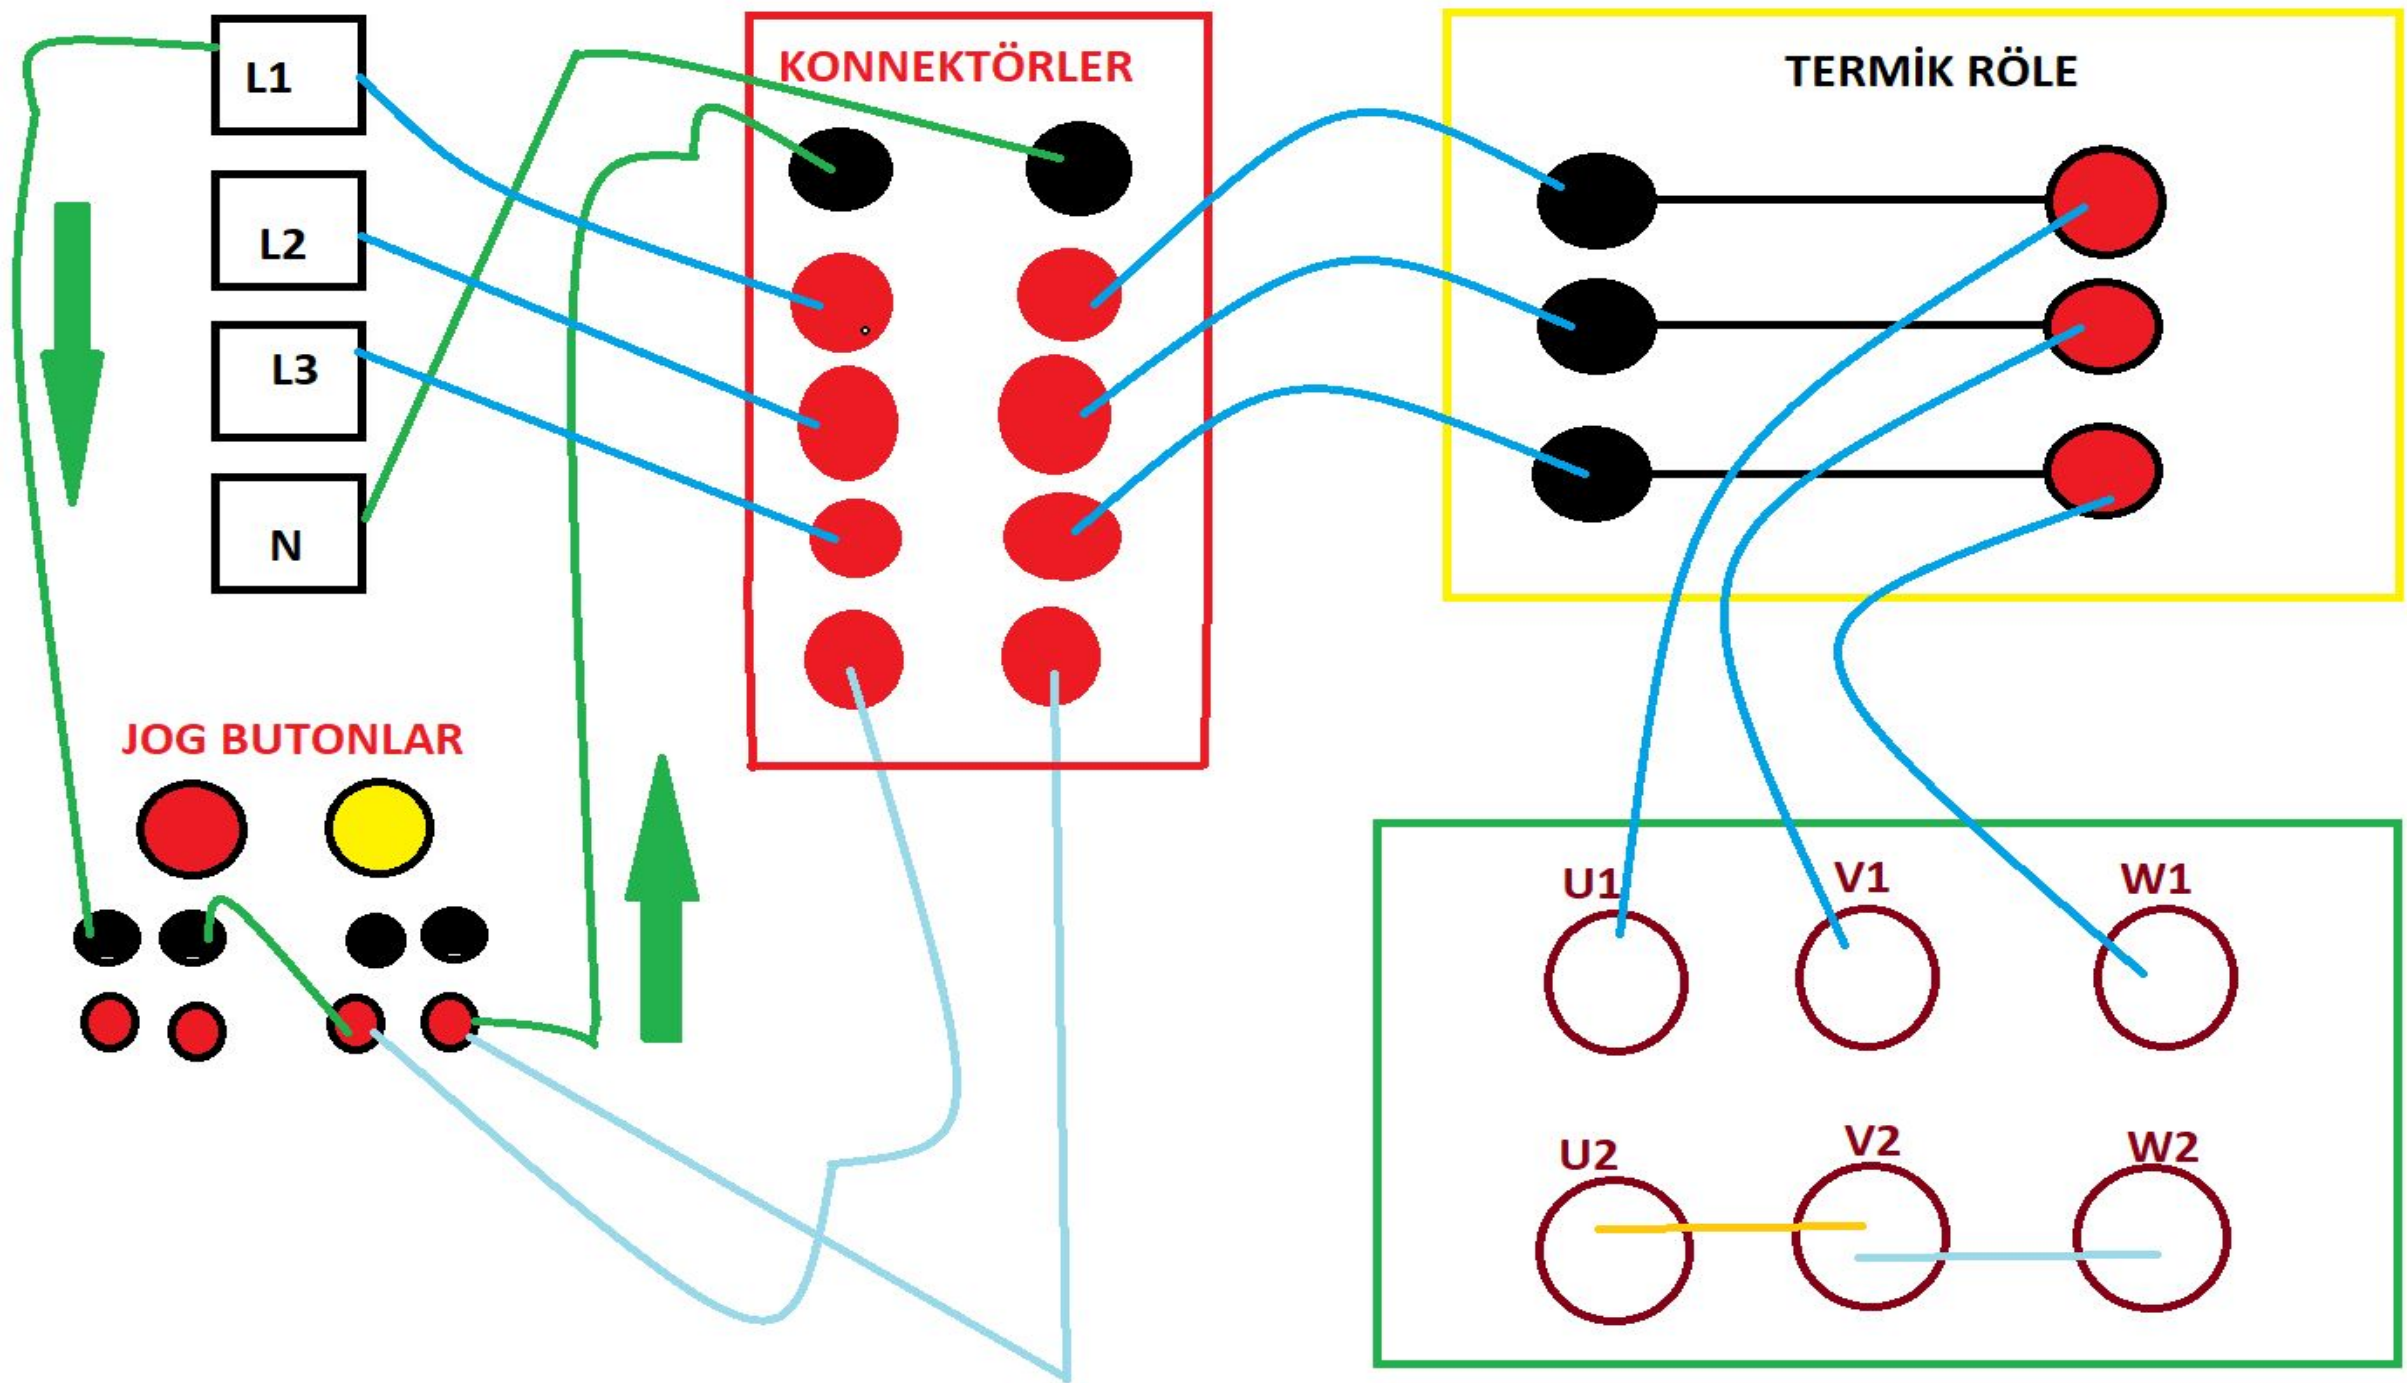 L1
L2
L3
N
KONNEKTÖRLER
TERMİK RÖLE
JOG BUTONLAR
U1
V1
W1
U2
V2
W2